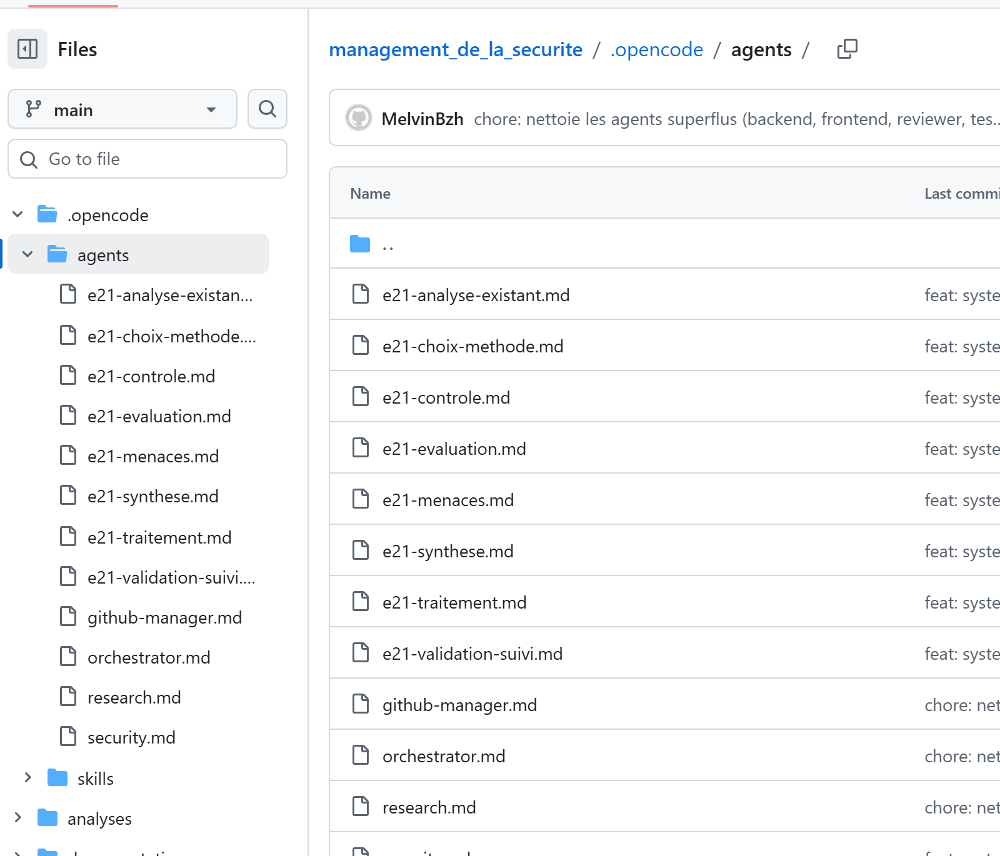 Files
main
Go to file
.opencode
agents
e21-analyse-existan...
e21-choix-methode....
e21-controle.md
e21-evaluation.md
e21-menaces.md
e21-synthese.md
e21-traitement.md
e21-validation-suivi....
github-manager.md
orchestrator.md
research.md
security.md
skills
analyses
management_de_la_securite / .opencode / agents /
MelvinBzh chore: nettoie les agents superflus (backend, frontend, reviewer, tes...
Name Last commi
..
e21-analyse-existant.md feat: syste
e21-choix-methode.md feat: syste
e21-controle.md feat: syste
e21-evaluation.md feat: syste
e21-menaces.md feat: syste
e21-synthese.md feat: syste
e21-traitement.md feat: syste
e21-validation-suivi.md feat: syste
github-manager.md chore: net
orchestrator.md chore: net
research.md chore: net